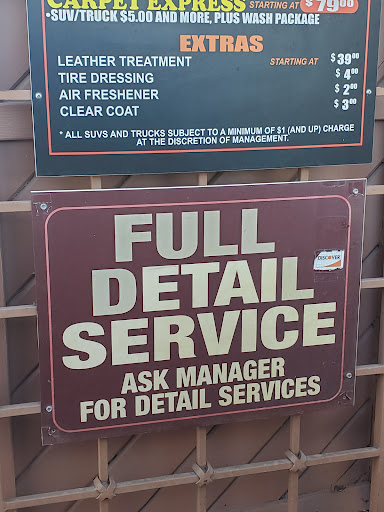 CARPET EXPRESS STARTING AT $79.00
•SUV/TRUCK $5.00 AND MORE, PLUS WASH PACKAGE
EXTRAS
LEATHER TREATMENT STARTING AT $39.00
TIRE DRESSING $4.00
AIR FRESHENER $2.00
CLEAR COAT $3.00
* ALL SUVS AND TRUCKS SUBJECT TO A MINIMUM OF $1 (AND UP) CHARGE
AT THE DISCRETION OF MANAGEMENT.
FULL
DETAIL
DISCOVER
SERVICE
ASK MANAGER
FOR DETAIL SERVICES